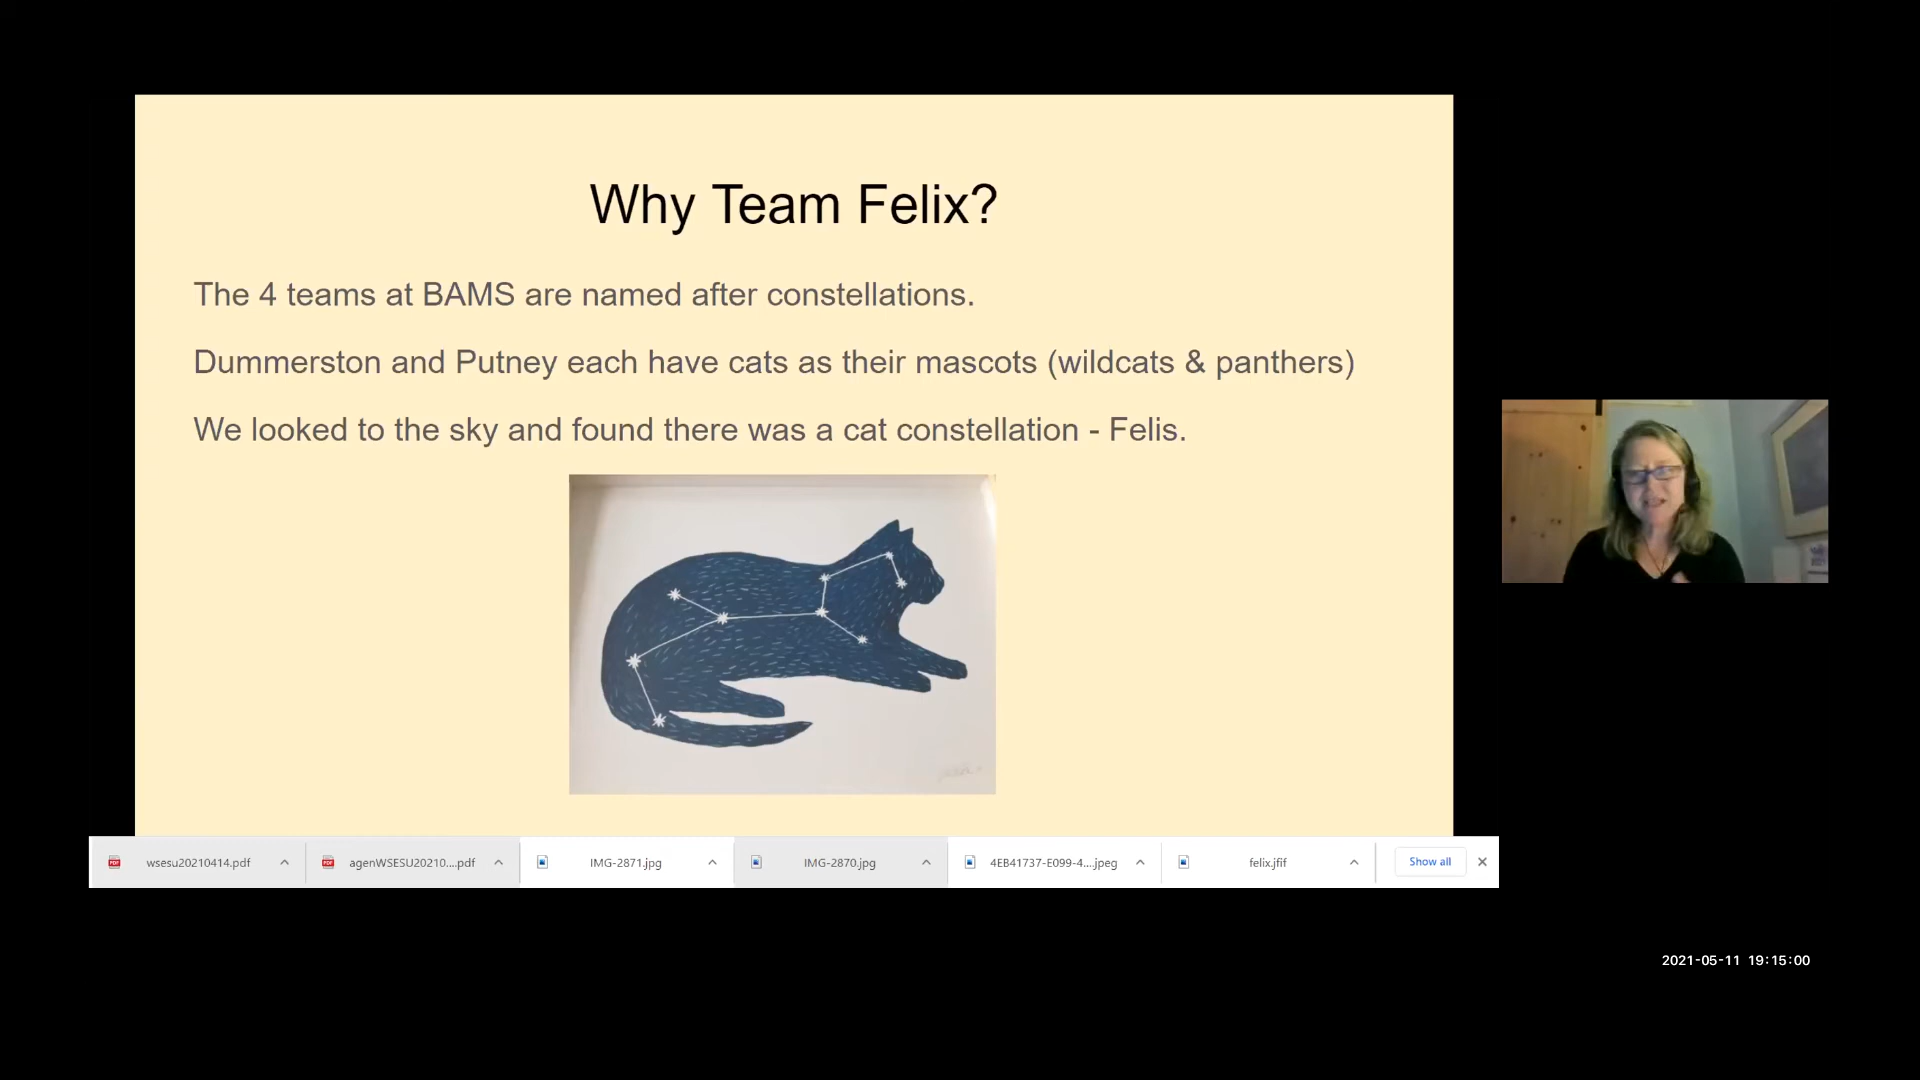 Why Team Felix?
The 4 teams at BAMS are named after constellations.
Dummerston and Putney each have cats as their mascots (wildcats & panthers)
We looked to the sky and found there was a cat constellation - Felis.
wsesu20210414.pdf
agenWSESU20210....pdf
IMG-2871.jpg
IMG-2870.jpg
4EB41737-E099-4....jpeg
felix.jfif
Show all
2021-05-11 19:15:00